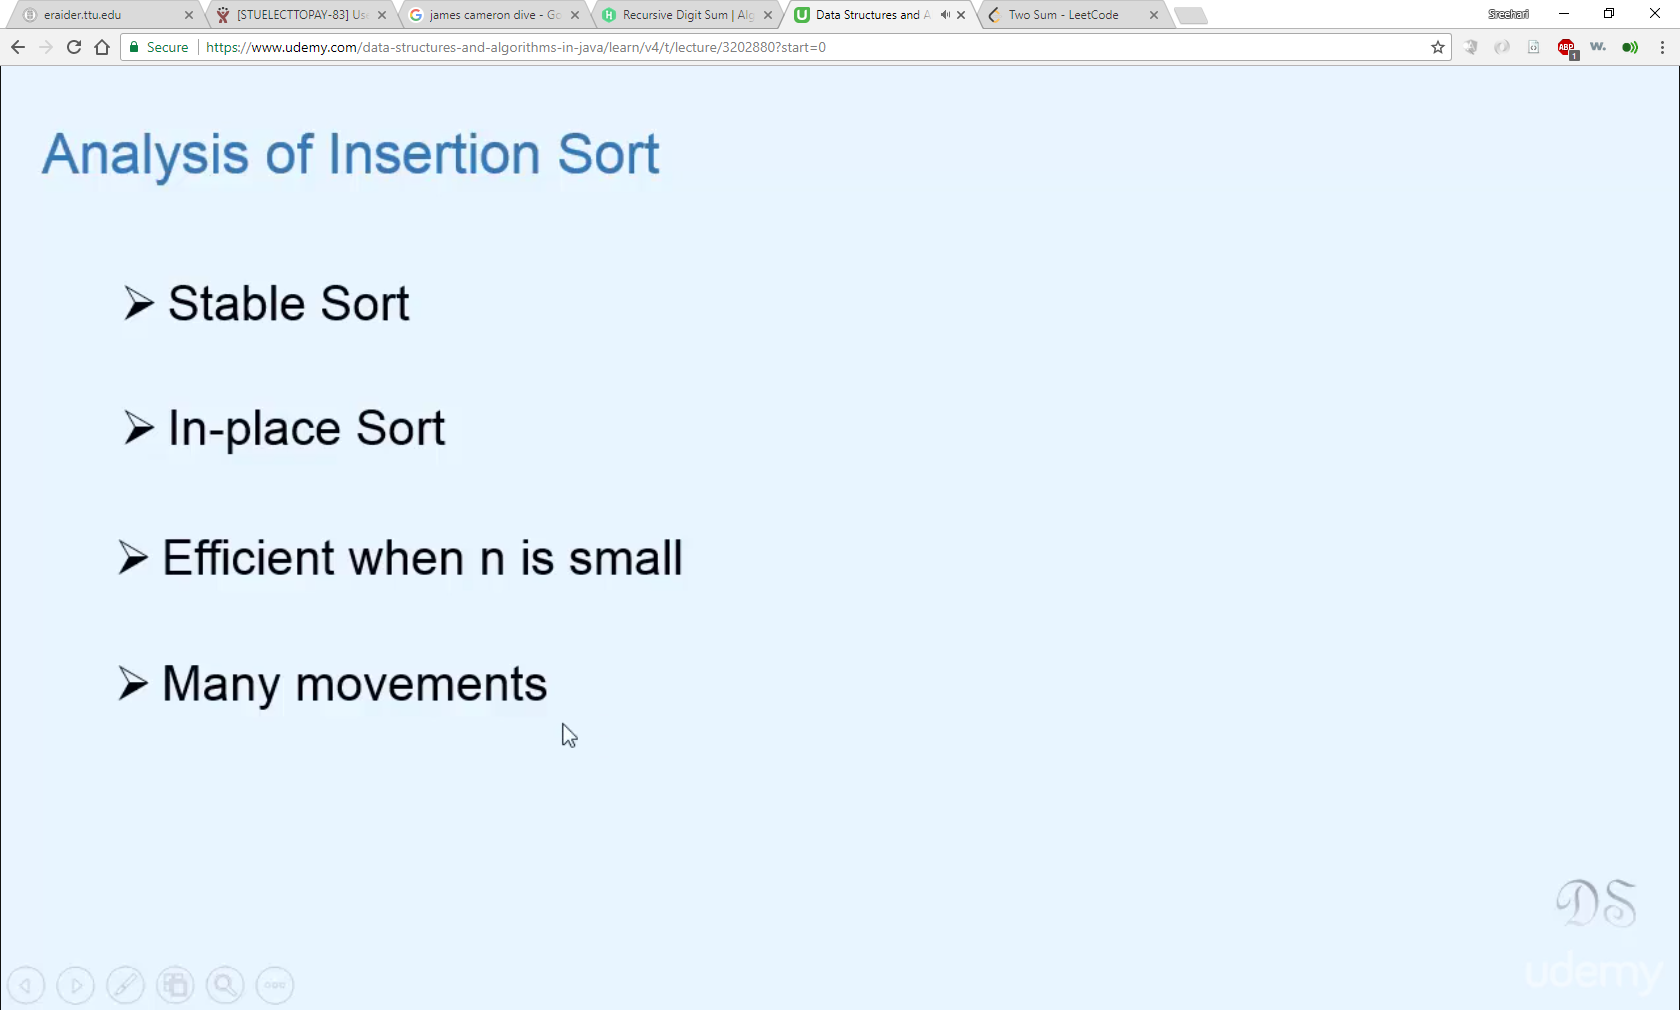 eraider.ttu.edu
[STUELECTTOPAY-83] Us
james cameron dive - Go
Recursive Digit Sum | Alg
Data Structures and A
Two Sum - LeetCode
Sreehari
Secure
https://www.udemy.com/data-structures-and-algorithms-in-java/learn/v4/t/lecture/3202880?start=0
ABP
1
w.
Analysis of Insertion Sort
➢ Stable Sort
➢ In-place Sort
➢ Efficient when n is small
➢ Many movements
DS
udemy